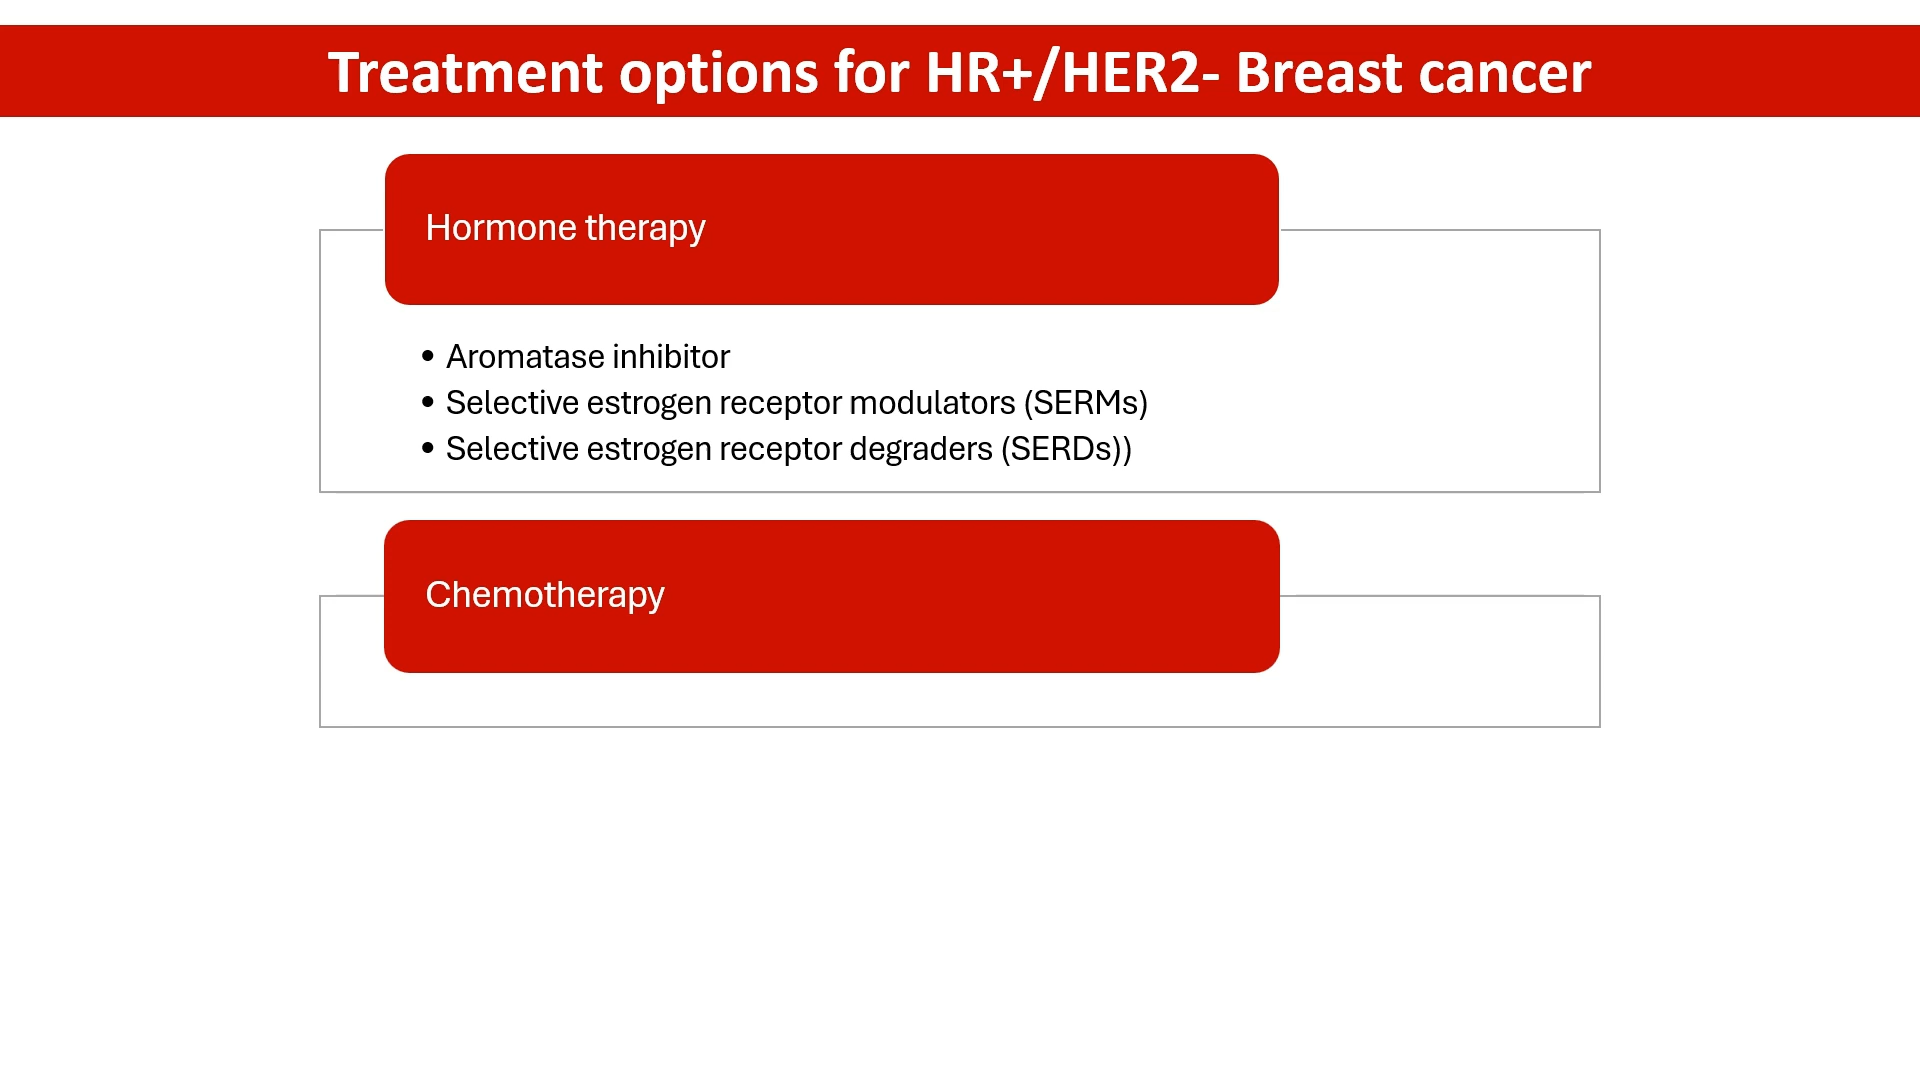 Treatment options for HR+/HER2- Breast cancer
Hormone therapy
• Aromatase inhibitor
• Selective estrogen receptor modulators (SERMs)
• Selective estrogen receptor degraders (SERDs))
Chemotherapy